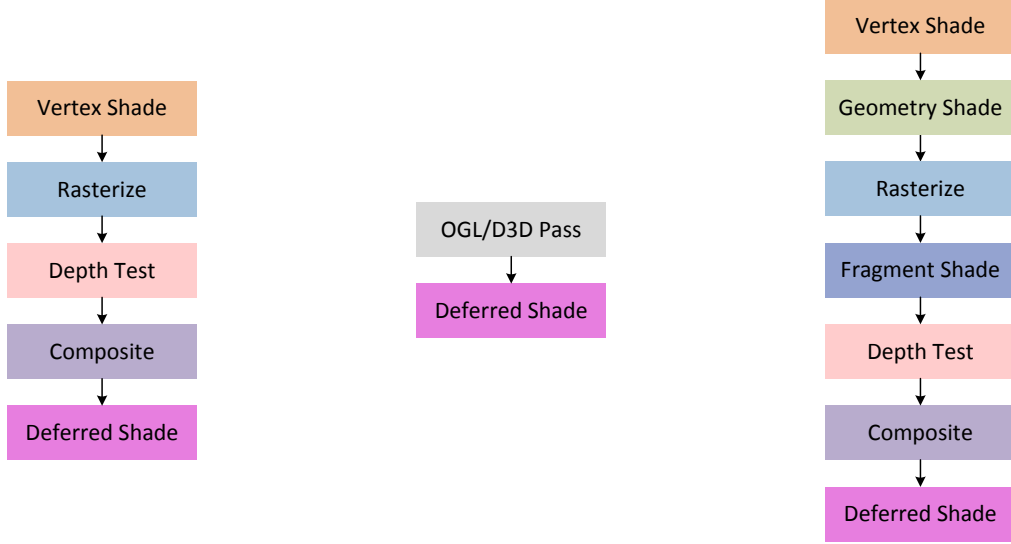 Vertex Shade
Rasterize
Depth Test
Composite
Deferred Shade
OGL/D3D Pass
Deferred Shade
Vertex Shade
Geometry Shade
Rasterize
Fragment Shade
Depth Test
Composite
Deferred Shade